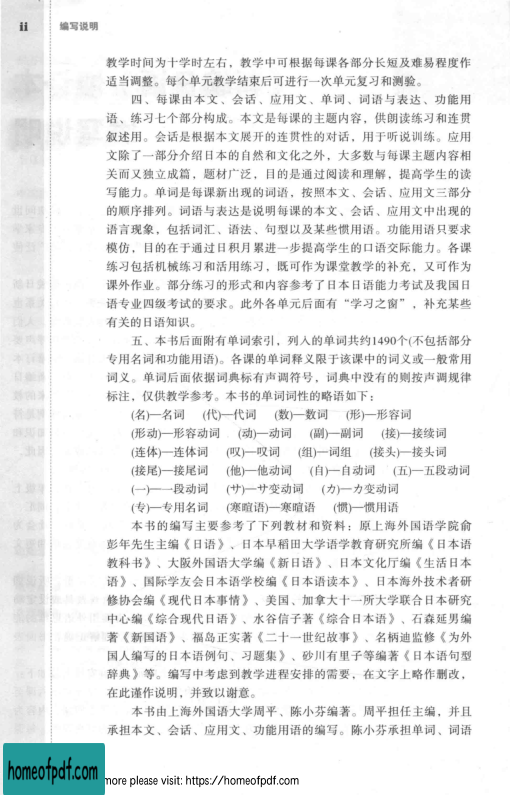 ii 编写说明
教学时间为十学时左右，教学中可根据每课各部分长短及难易程度作
适当调整。每个单元教学结束后可进行一次单元复习和测验。
四、每课由本文、会话、应用文、单词、词语与表达、功能用
语、练习七个部分构成。本文是每课的主题内容，供朗读练习和连贯
叙述用。会话是根据本文展开的连贯性的对话，用于听说训练。应用
文除了一部分介绍日本的自然和文化之外，大多数与每课主题内容相
关而又独立成篇，题材广泛，目的是通过阅读和理解，提高学生的读
写能力。单词是每课新出现的词语，按照本文、会话、应用文三部分
的顺序排列。词语与表达是说明每课的本文、会话、应用文中出现的
语言现象，包括词汇、语法、句型以及某些惯用语。功能用语只要求
模仿，目的在于通过日积月累进一步提高学生的口语交际能力。各课
练习包括机械练习和活用练习，既可作为课堂教学的补充，又可作为
课外作业。部分练习的形式和内容参考了日本日语能力考试及我国日
语专业四级考试的要求。此外各单元后面有“学习之窗”，补充某些
有关的日语知识。
五、本书后面附有单词索引，列入的单词共约1490个(不包括部分
专用名词和功能用语)。各课的单词释义限于该课中的词义或一般常用
词义。单词后面依据词典标有声调符号，词典中没有的则按声调规律
标注，仅供教学参考。本书的单词词性的略语如下：
(名)—名词 (代)—代词 (数)—数词 (形)—形容词
(形动)—形容动词 (动)—动词 (副)—副词 (接)—接续词
(连体)—连体词 (叹)—叹词 (组)—词组 (接头)—接头词
(接尾)—接尾词 (他)—他动词 (自)—自动词 (五)—五段动词
(一)—一段动词 (サ)—サ变动词 (カ)—カ变动词
(专)—专用名词 (寒暄语)—寒暄语 (惯)—惯用语
本书的编写主要参考了下列教材和资料：原上海外国语学院俞
彭年先生主编《日语》、日本早稻田大学语学教育研究所编《日本语
教科书》、大阪外国语大学编《新日语》、日本文化厅编《生活日本
语》、国际学友会日本语学校编《日本语读本》、日本海外技术者研
修协会编《现代日本事情》、美国、加拿大十一所大学联合日本研究
中心编《综合现代日语》、水谷信子著《综合日本语》、石森延男编
著《新国语》、福岛正实著《二十一世纪故事》、名柄迪监修《为外
国人编写的日本语例句、习题集》、砂川有里子等编著《日本语句型
辞典》等。编写中考虑到教学进程安排的需要，在文字上略作删改，
在此谨作说明，并致以谢意。
本书由上海外国语大学周平、陈小芬编著。周平担任主编，并且
承担本文、会话、应用文、功能用语的编写。陈小芬承担单词、词语
homeofpdf.com
more please visit: https://homeofpdf.com